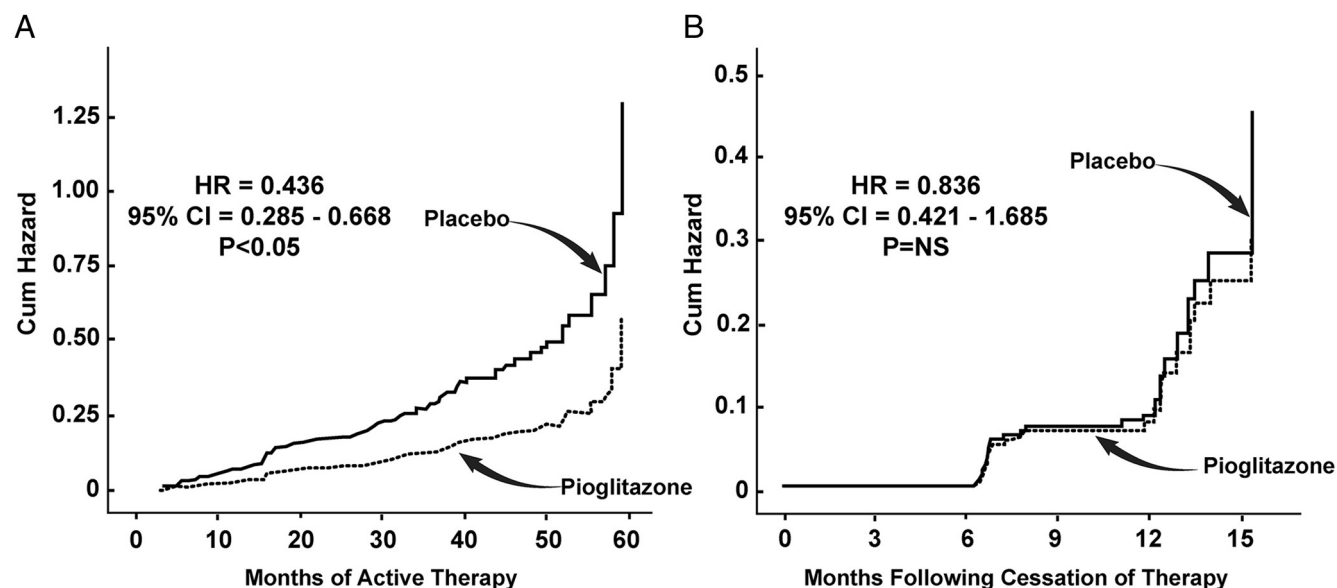 A
Cum Hazard
1.25
1.00
0.75
0.50
0.25
0
HR = 0.436
95% CI = 0.285 - 0.668
P<0.05
Placebo
Pioglitazone
0 10 20 30 40 50 60
Months of Active Therapy
B
Cum Hazard
0.5
0.4
0.3
0.2
0.1
0
HR = 0.836
95% CI = 0.421 - 1.685
P=NS
Placebo
Pioglitazone
0 3 6 9 12 15
Months Following Cessation of Therapy